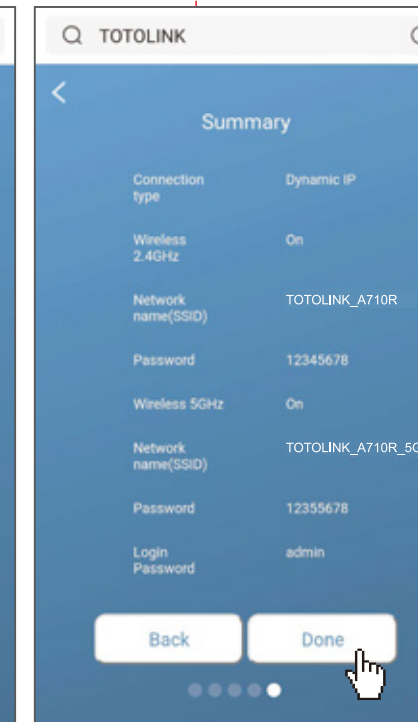 TOTOLINK
Summary
Connection type Dynamic IP
Wireless 2.4GHz On
Network name(SSID) TOTOLINK_A710R
Password 12345678
Wireless 5GHz On
Network name(SSID) TOTOLINK_A710R_5G
Password 12355678
Login Password admin
Back Done